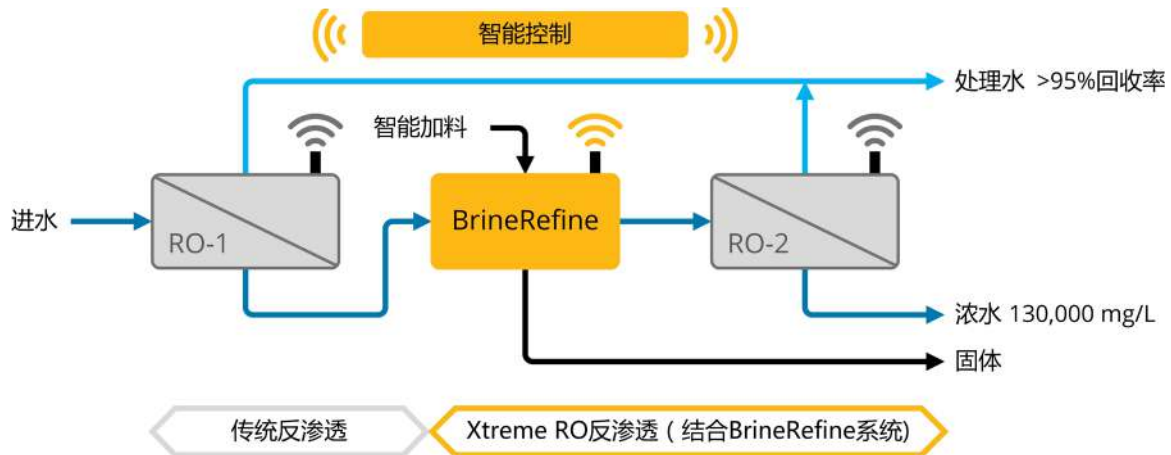 智能控制
处理水 >95%回收率
智能加料
进水
RO-1
BrineRefine
RO-2
浓水 130,000 mg/L
固体
传统反渗透
Xtreme RO反渗透 ( 结合BrineRefine系统)